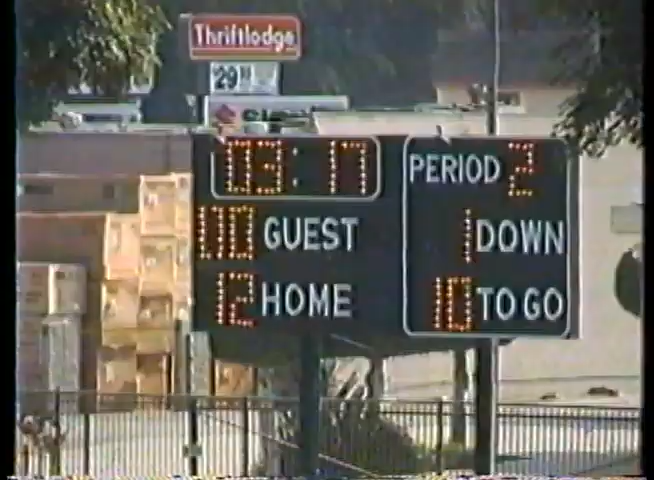 Thriftlodge
$29
03:17
PERIOD 2
00 GUEST
1 DOWN
12 HOME
10 TO GO